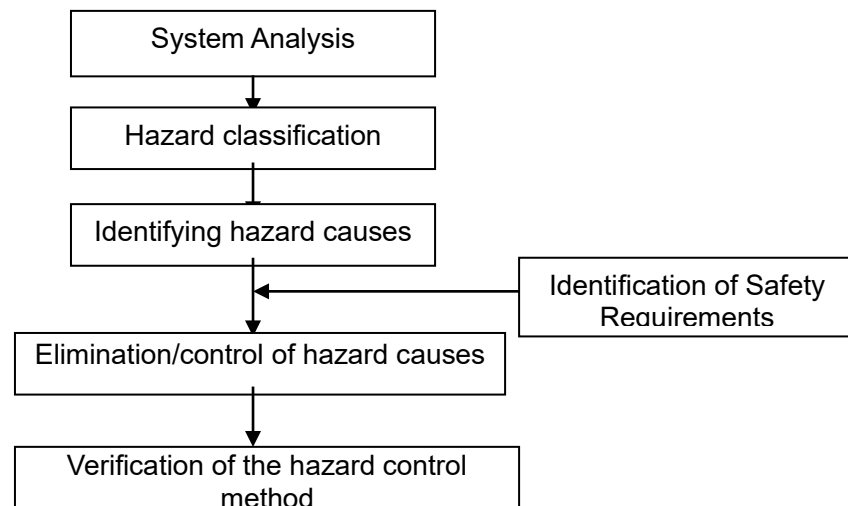 System Analysis
Hazard classification
Identifying hazard causes
Identification of Safety
Requirements
Elimination/control of hazard causes
Verification of the hazard control
method